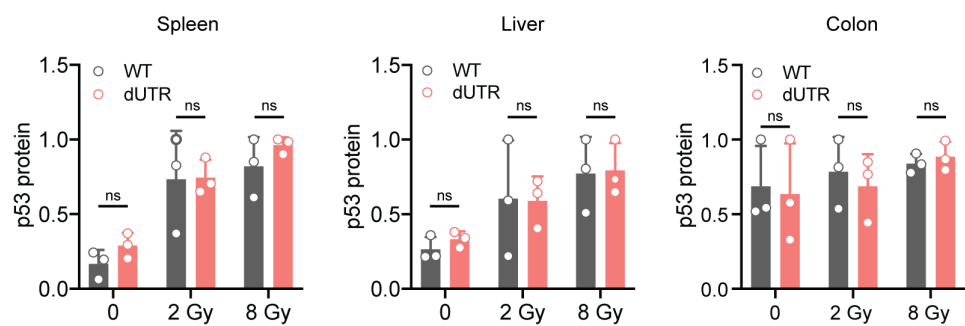 Spleen
1.5
WT
dUTR
ns
ns
1.0
p53 protein
ns
0.5
0.0
0
2 Gy
8 Gy
Liver
1.5
WT
dUTR
ns
ns
1.0
p53 protein
ns
0.5
0.0
0
2 Gy
8 Gy
Colon
1.5
WT
dUTR
ns
ns
ns
1.0
p53 protein
0.5
0.0
0
2 Gy
8 Gy